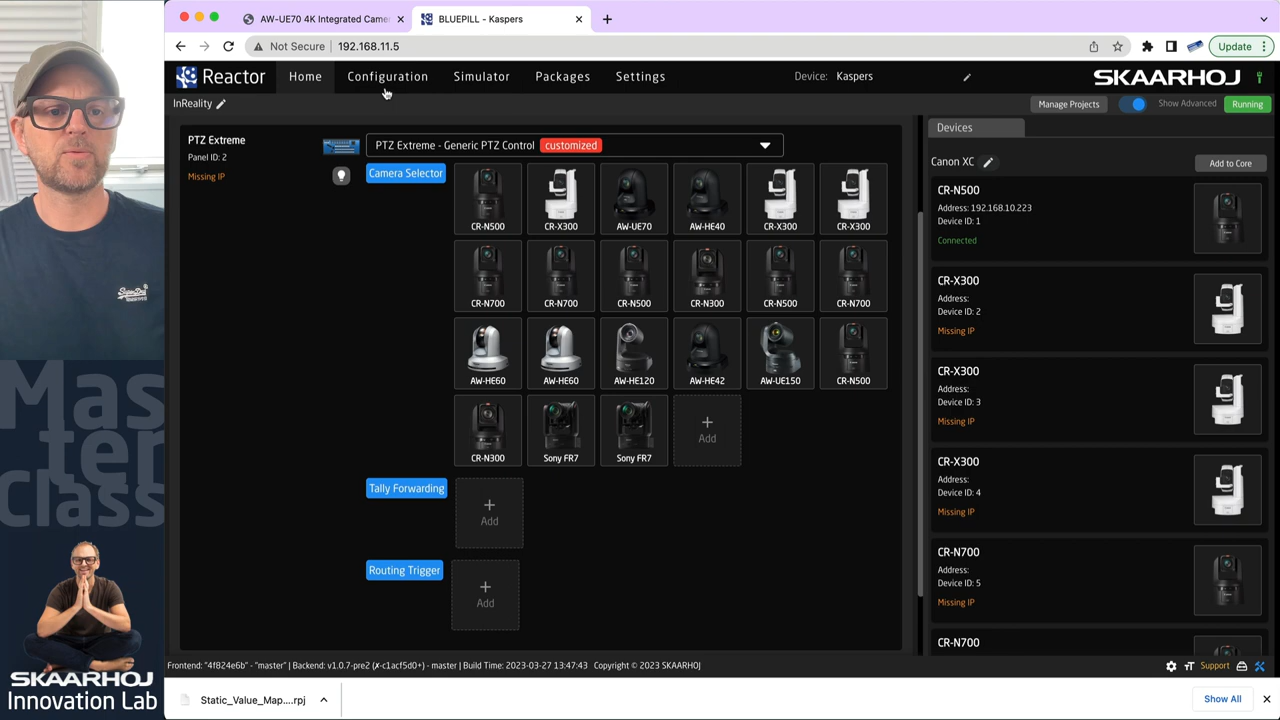 AW-UE70 4K Integrated Came
BLUEPILL - Kaspers
Not Secure
192.168.11.5
Update
Reactor
Home
Configuration
Simulator
Packages
Settings
Device:
Kaspers
SKAARHOJ
InReality
Manage Projects
Show Advanced
Running
PTZ Extreme
Panel ID: 2
Missing IP
PTZ Extreme - Generic PTZ Control
customized
Camera Selector
CR-N500
CR-X300
AW-UE70
AW-HE40
CR-X300
CR-X300
CR-N700
CR-N700
CR-N500
CR-N300
CR-N500
CR-N700
AW-HE60
AW-HE60
AW-HE120
AW-HE42
AW-UE150
CR-N500
CR-N300
Sony FR7
Sony FR7
Add
Tally Forwarding
Add
Routing Trigger
Add
Devices
Canon XC
Add to Core
CR-N500
Address: 192.168.10.223
Device ID: 1
Connected
CR-X300
Address:
Device ID: 2
Missing IP
CR-X300
Address:
Device ID: 3
Missing IP
CR-X300
Address:
Device ID: 4
Missing IP
CR-N700
Address:
Device ID: 5
Missing IP
CR-N700
Frontend: "4f824e6b" - "master" | Backend: v1.0.7-pre2 (✗-c1acf5d0+) - master | Build Time: 2023-03-27 13:47:43 Copyright © 2023 SKAARHOJ
Support
Static_Value_Map....rpj
Show All
Superdry
Mas
ter
Class
SKAARHOJ
Innovation Lab